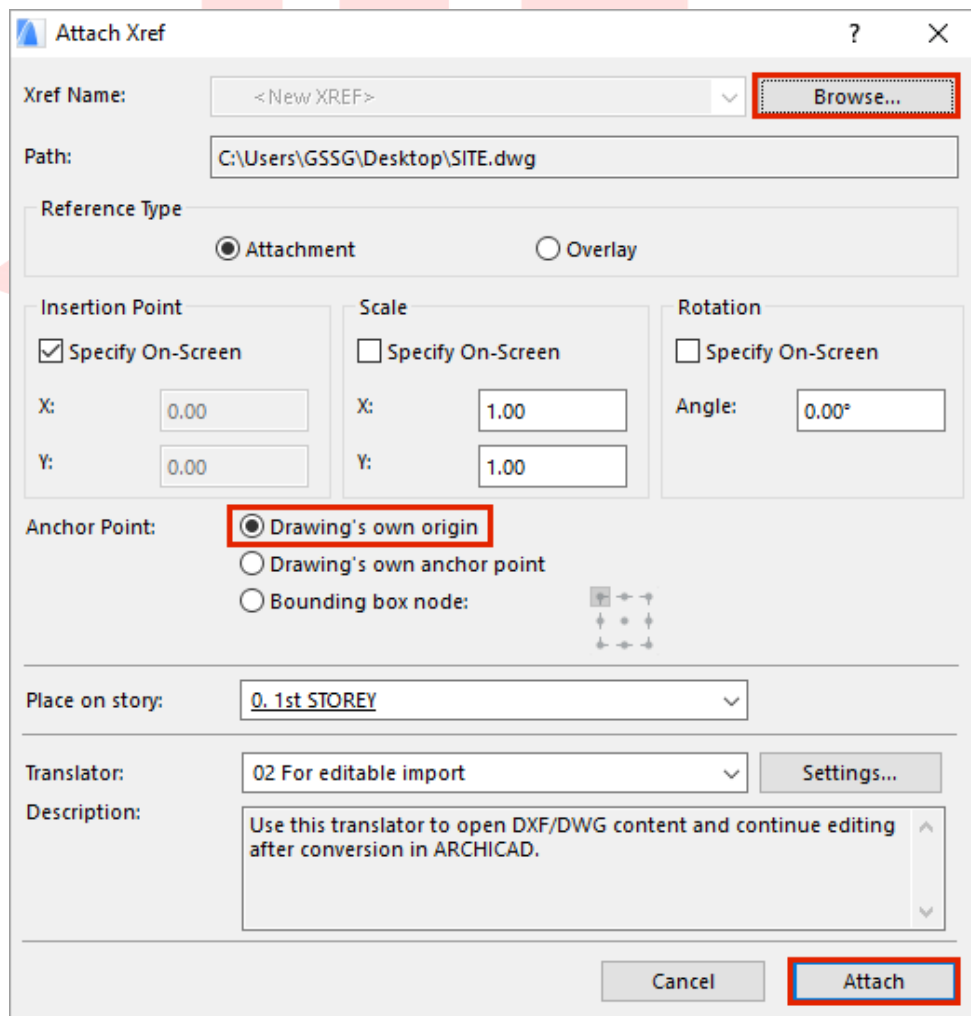 Attach Xref ?
Xref Name: <New XREF> Browse...
Path: C:\Users\GSSG\Desktop\SITE.dwg
Reference Type
Attachment Overlay
Insertion Point Scale Rotation
Specify On-Screen Specify On-Screen Specify On-Screen
X: 0.00 X: 1.00 Angle: 0.00°
Y: 0.00 Y: 1.00
Anchor Point: Drawing's own origin
Drawing's own anchor point
Bounding box node:
Place on story: 0. 1st STOREY
Translator: 02 For editable import Settings...
Description: Use this translator to open DXF/DWG content and continue editing
after conversion in ARCHICAD.
Cancel Attach